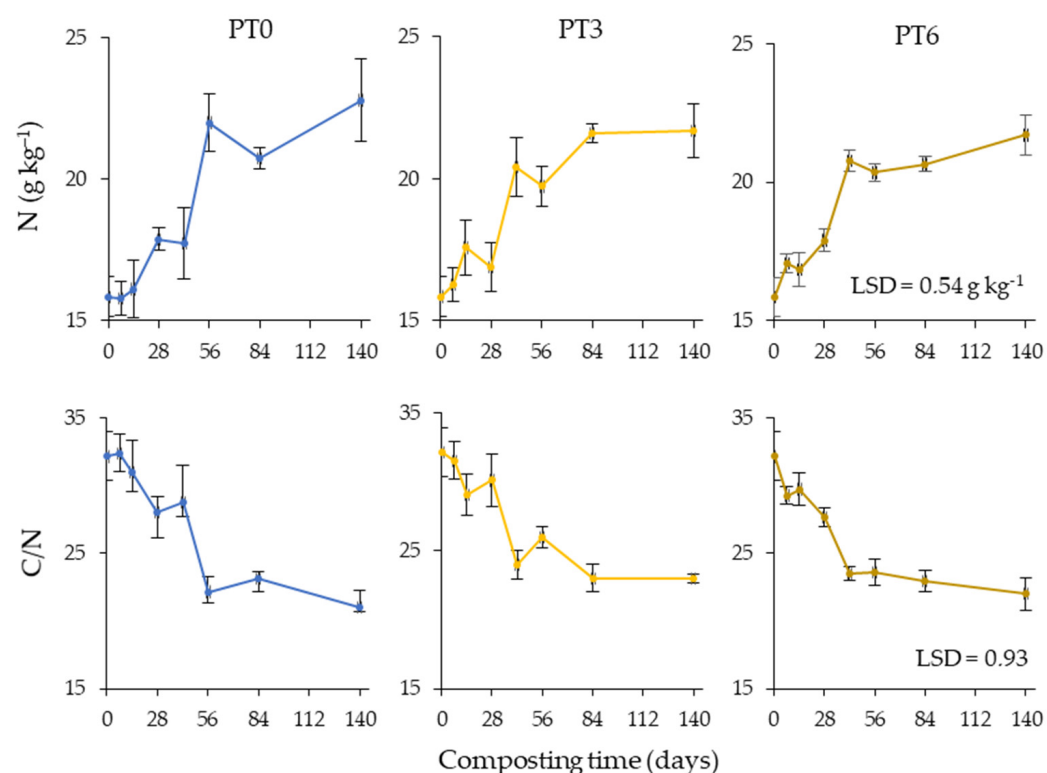 PT0 PT3 PT6
N (g kg⁻¹)
25 25 25
20 20 20
15 15 15
LSD = 0.54 g kg⁻¹
0 28 56 84 112 140 0 28 56 84 112 140 0 28 56 84 112 140
C/N
35 35 35
25 25 25
15 15 15
LSD = 0.93
0 28 56 84 112 140 0 28 56 84 112 140 0 28 56 84 112 140
Composting time (days)